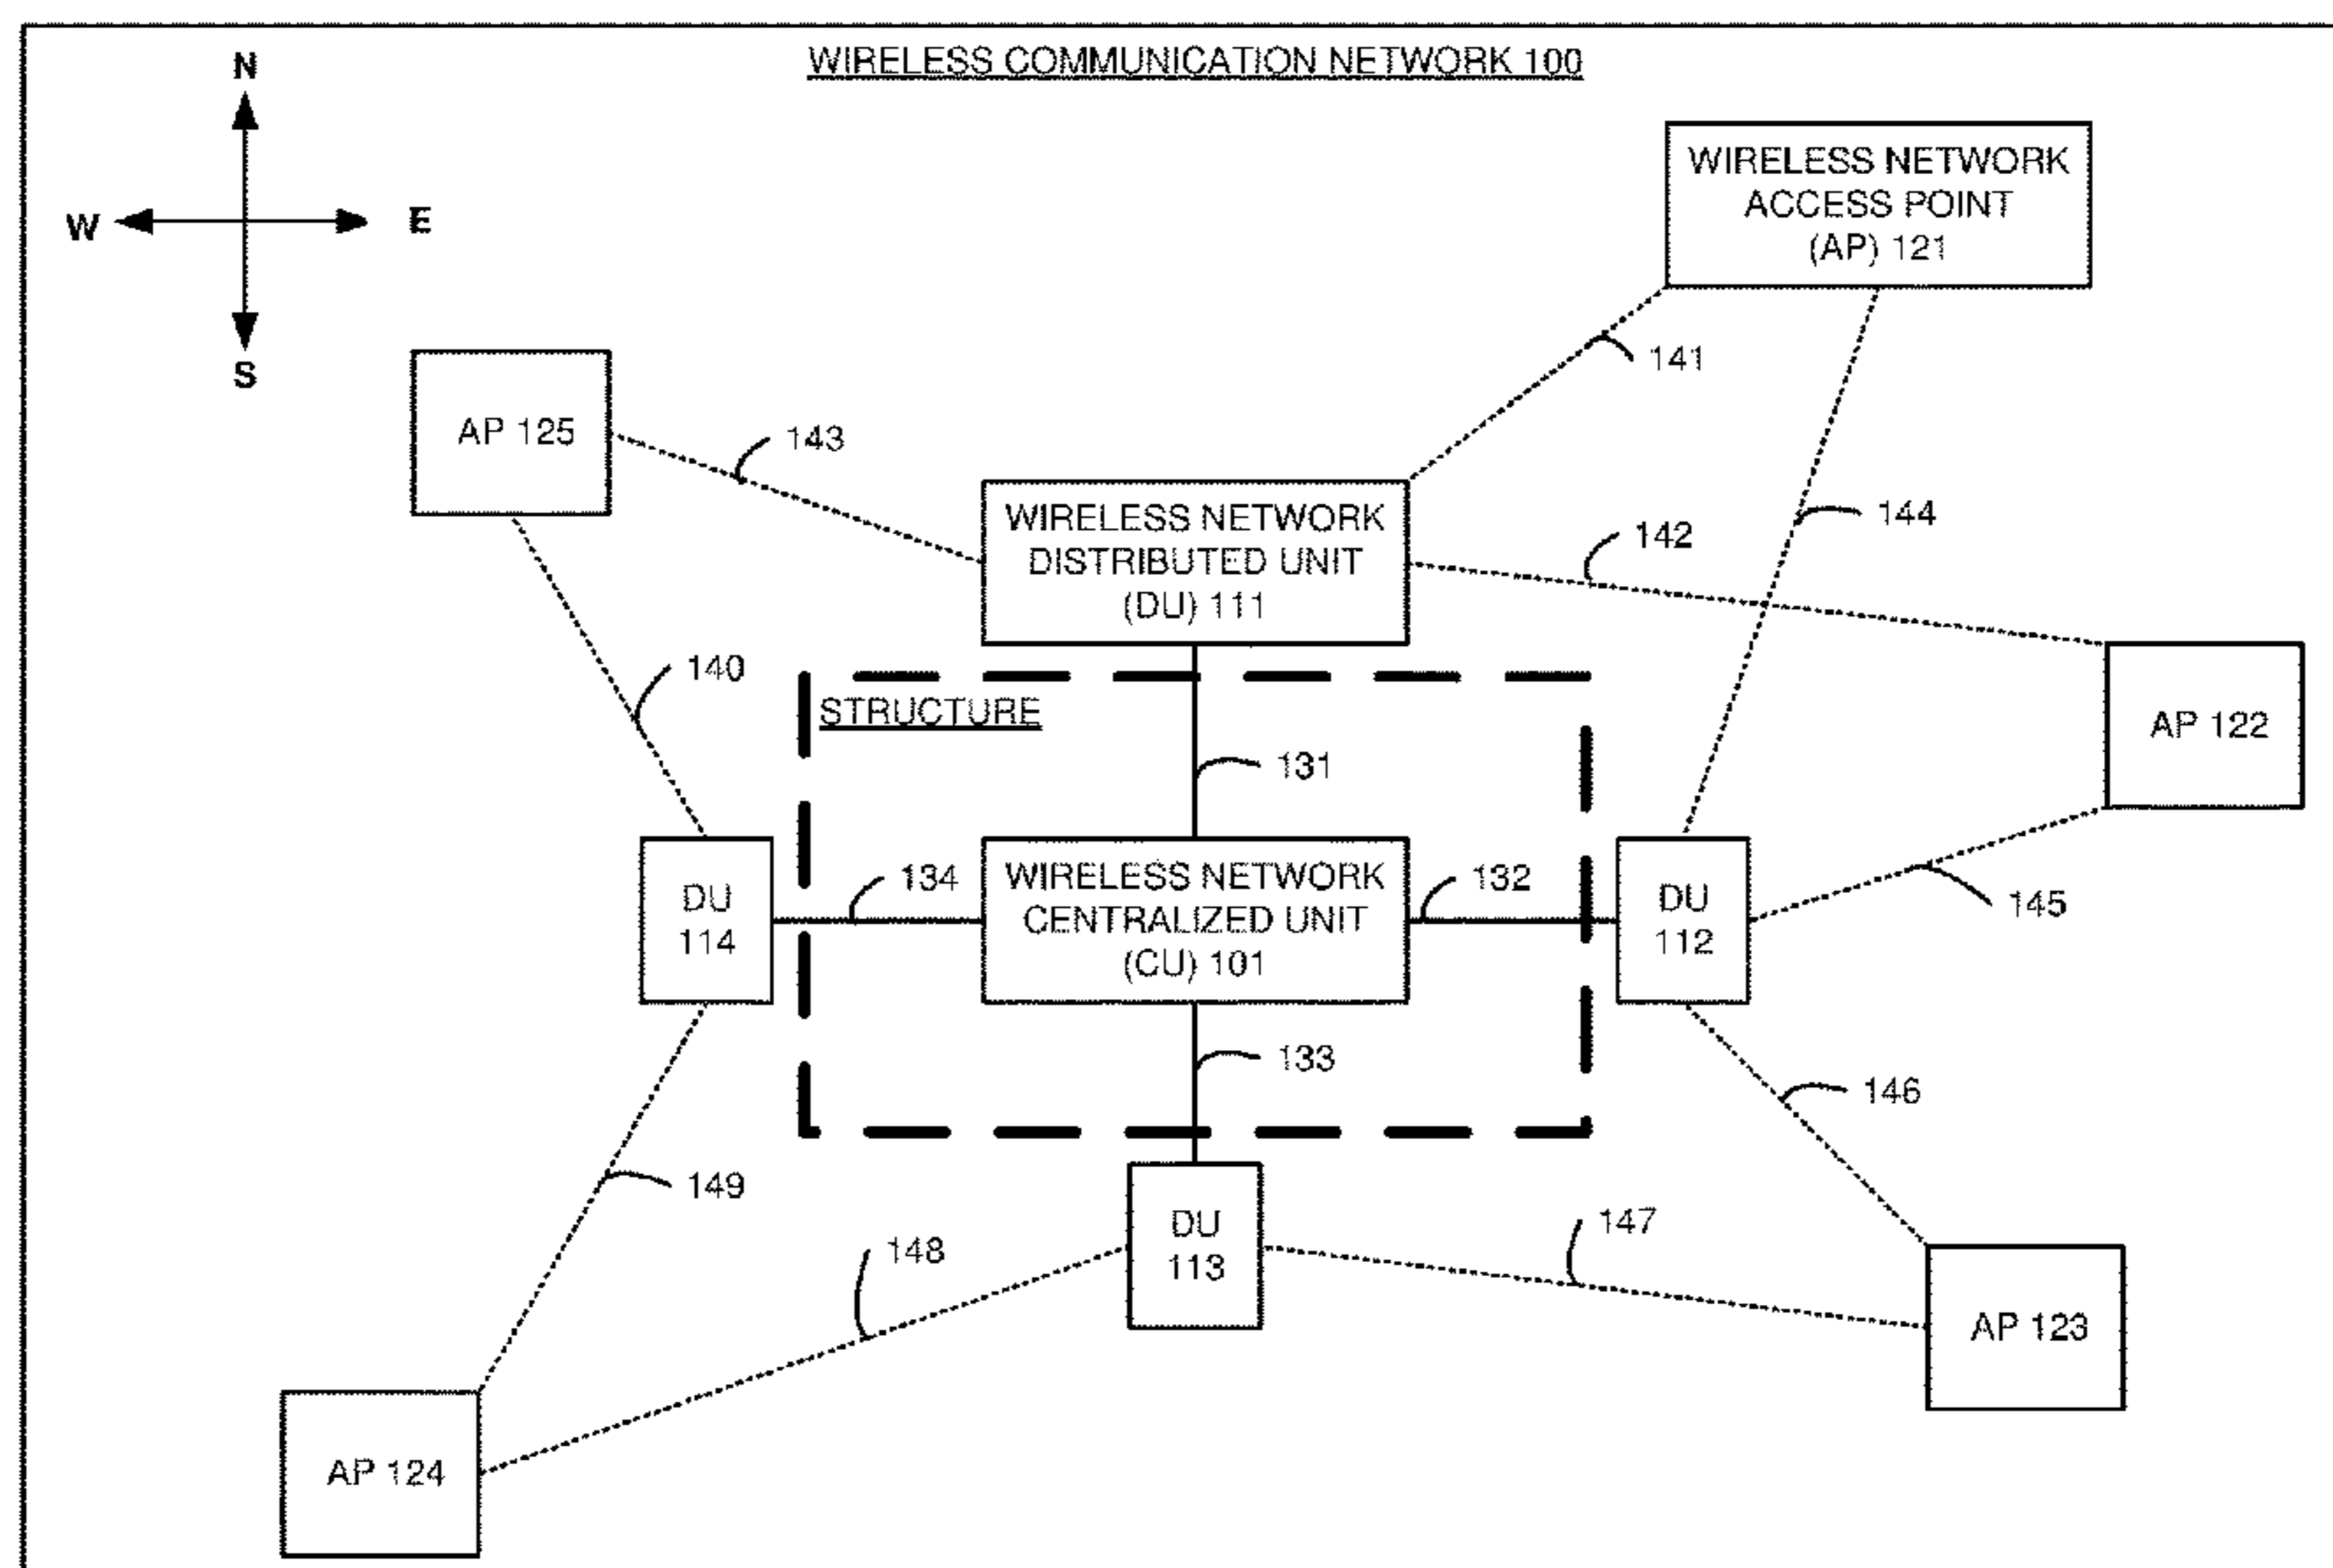 WIRELESS COMMUNICATION NETWORK 100
N
W
E
S
WIRELESS NETWORK
ACCESS POINT
(AP) 121
141
AP 125
143
144
142
WIRELESS NETWORK
DISTRIBUTED UNIT
(DU) 111
140
STRUCTURE
AP 122
131
134
WIRELESS NETWORK
CENTRALIZED UNIT
(CU) 101
132
DU
114
DU
112
145
133
146
149
148
DU
113
147
AP 123
AP 124